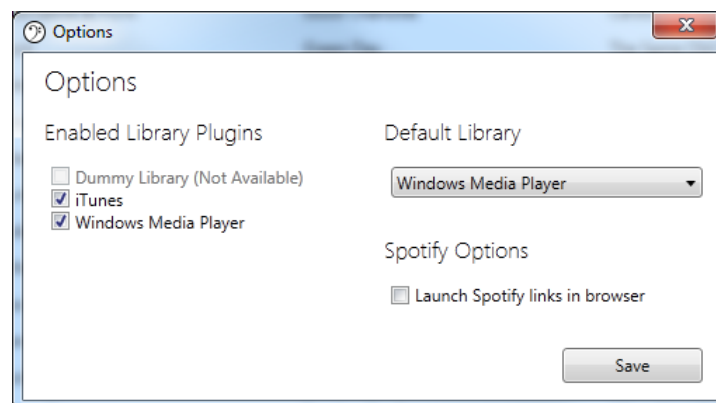 Options
Options
Enabled Library Plugins
Dummy Library (Not Available)
iTunes
Windows Media Player
Default Library
Windows Media Player
Spotify Options
Launch Spotify links in browser
Save